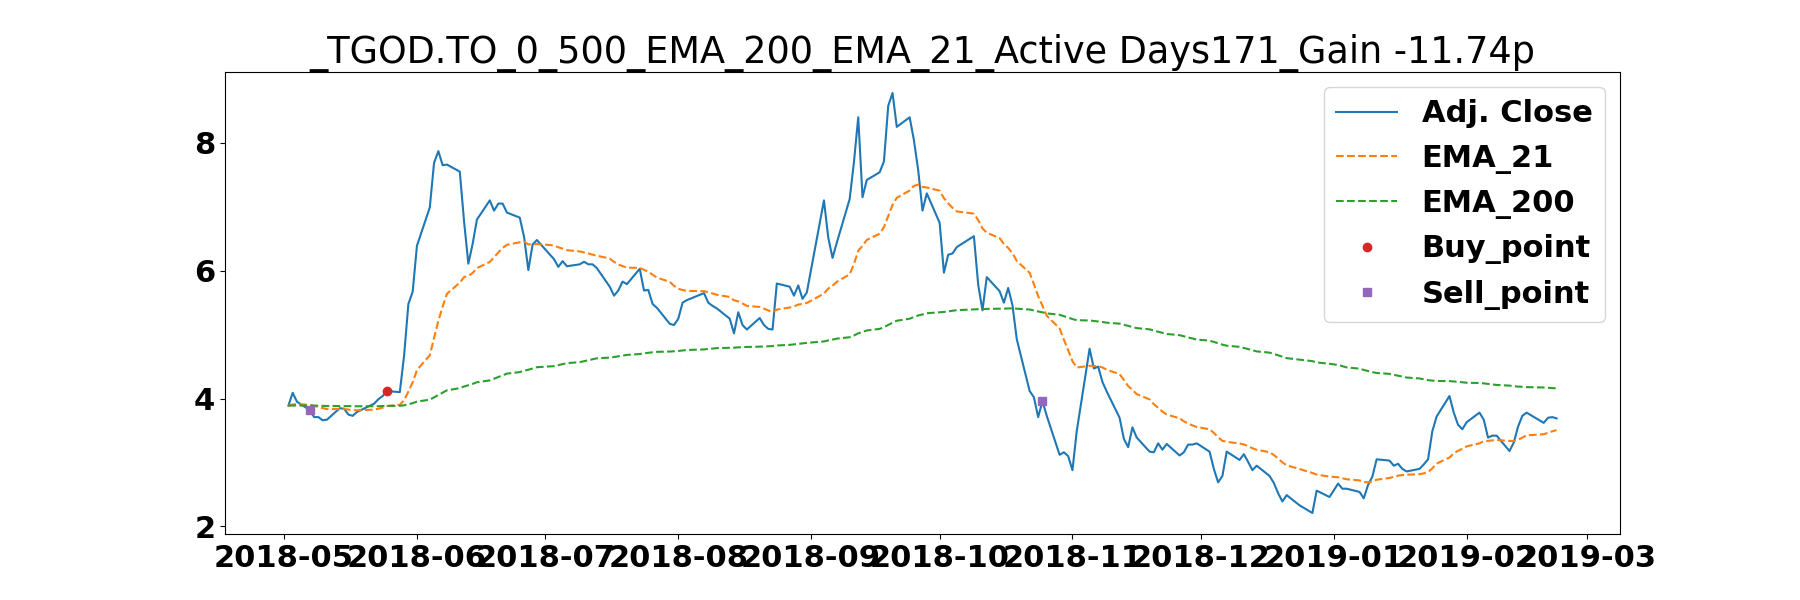 _TGOD.TO_0_500_EMA_200_EMA_21_Active Days171_Gain -11.74p
Adj. Close
EMA_21
EMA_200
Buy_point
Sell_point
8
6
4
2
2018-05 2018-06 2018-07 2018-08 2018-09 2018-10 2018-11 2018-12 2019-01 2019-02 2019-03